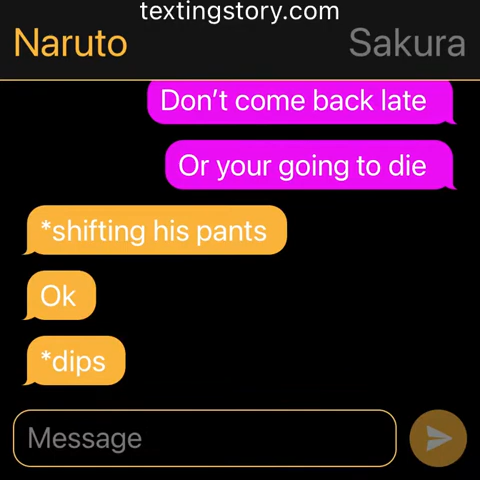 textingstory.com
Naruto Sakura
Don’t come back late
Or your going to die
*shifting his pants
Ok
*dips
Message